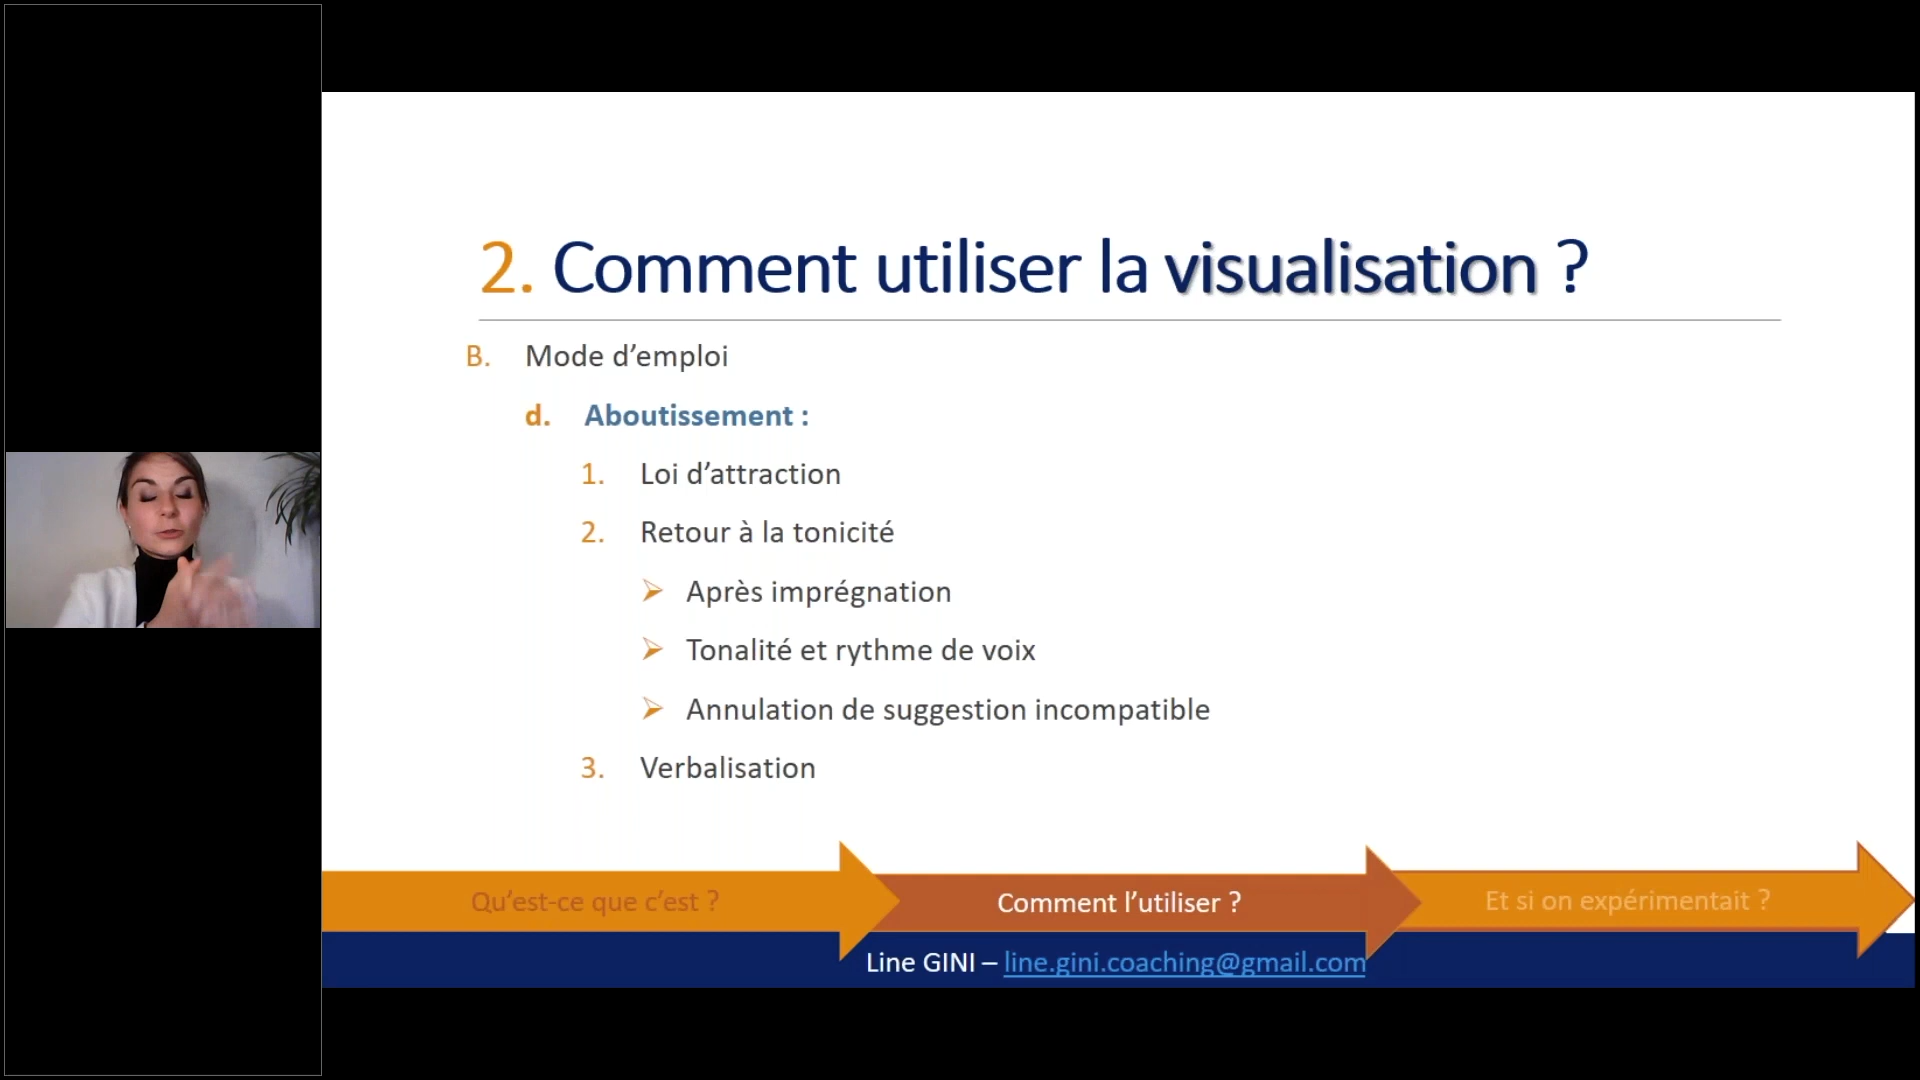 2. Comment utiliser la visualisation ?
B. Mode d’emploi
d. Aboutissement :
1. Loi d’attraction
2. Retour à la tonicité
➢ Après imprégnation
➢ Tonalité et rythme de voix
➢ Annulation de suggestion incompatible
3. Verbalisation
Qu’est-ce que c’est ?
Comment l’utiliser ?
Et si on expérimentait ?
Line GINI – line.gini.coaching@gmail.com